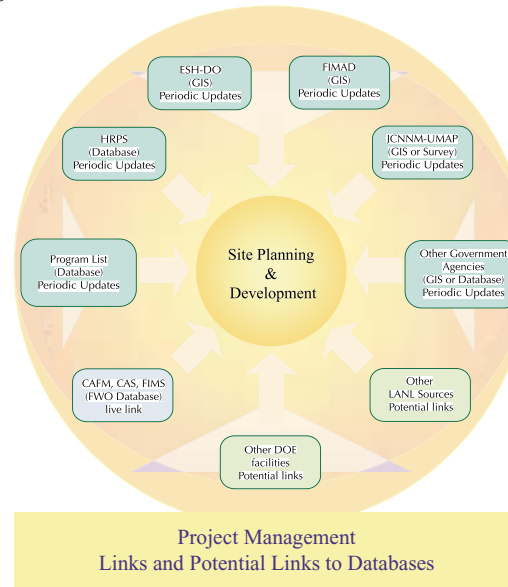 ESH-DO
(GIS)
Periodic Updates
FIMAD
(GIS)
Periodic Updates
HRPS
(Database)
Periodic Updates
JCNNM-UMAP
(GIS or Survey)
Periodic Updates
Program List
(Database)
Periodic Updates
Site Planning
&
Development
Other Government
Agencies
(GIS or Database)
Periodic Updates
CAFM, CAS, FIMS
(FWO Database)
live link
Other
LANL Sources
Potential links
Other DOE
facilities
Potential links
Project Management
Links and Potential Links to Databases